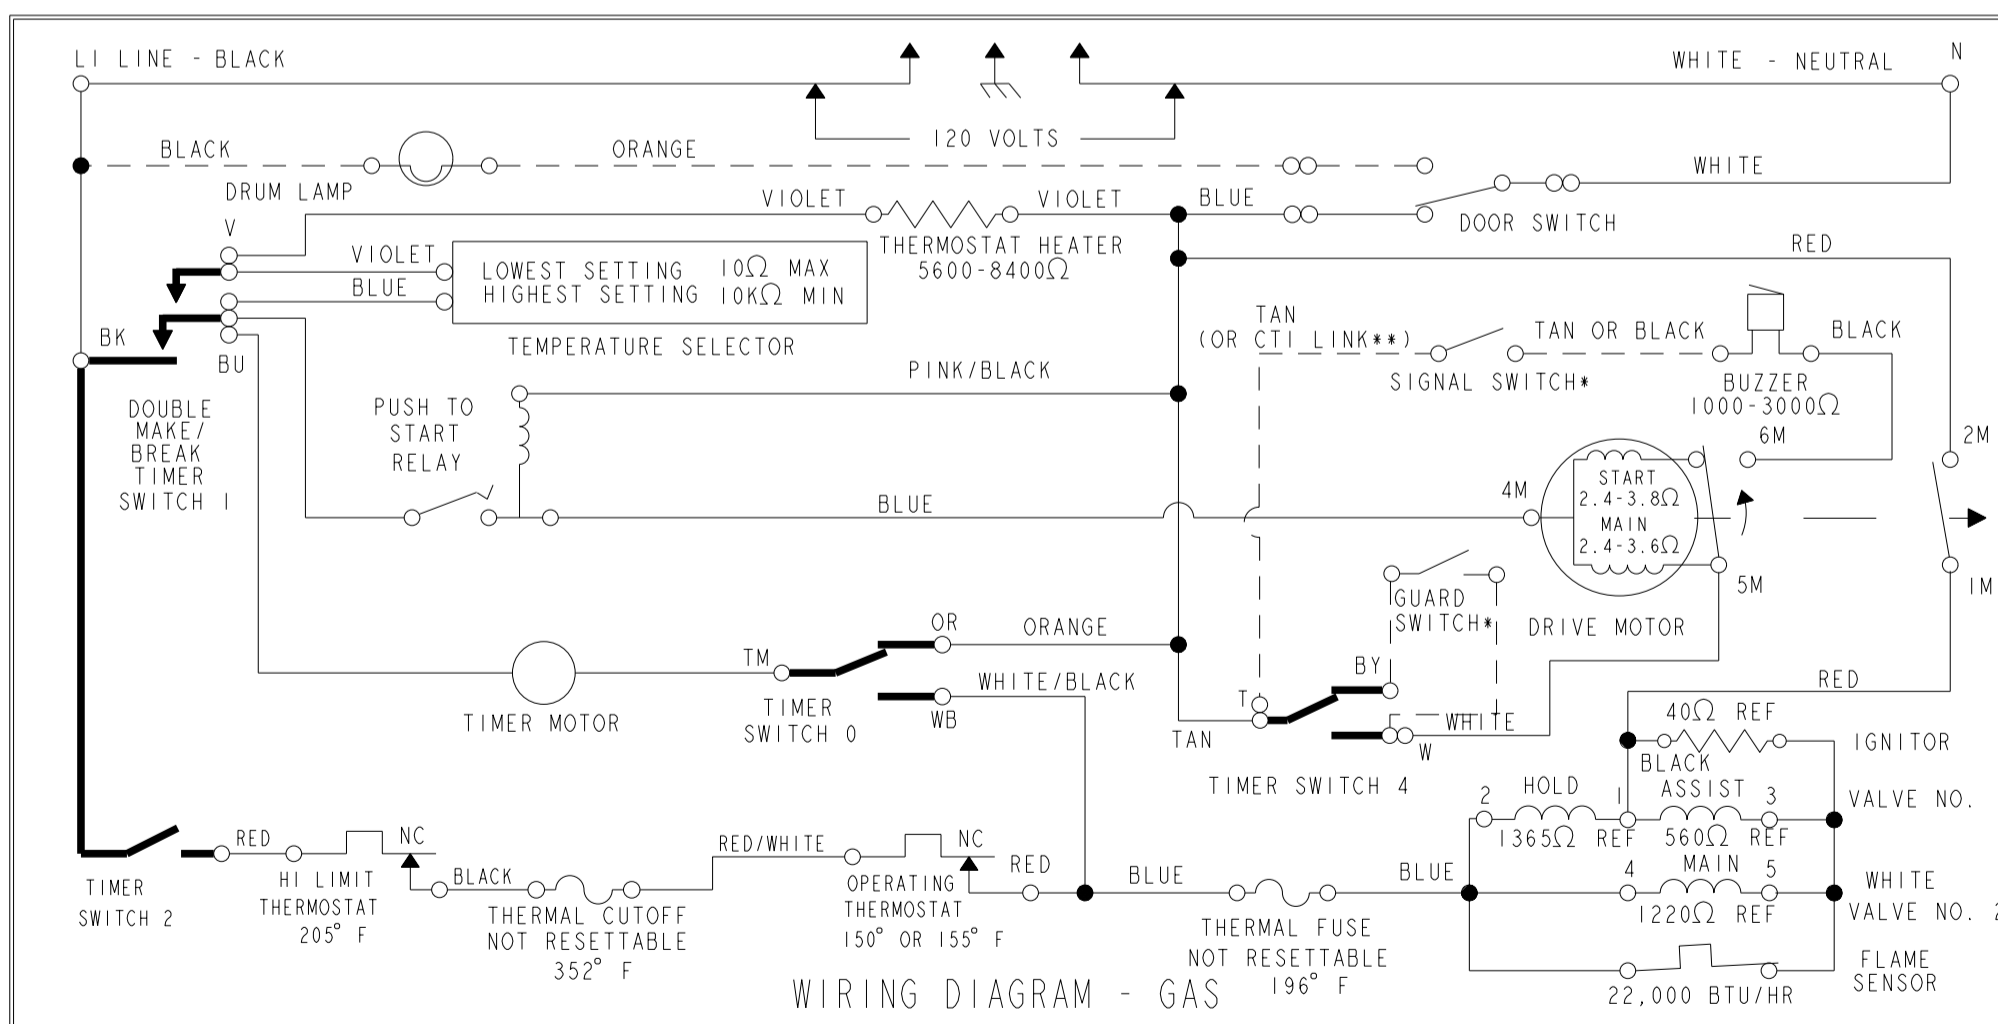 L1 LINE - BLACK
WHITE - NEUTRAL
N
120 VOLTS
BLACK
ORANGE
WHITE
DRUM LAMP
V
VIOLET
VIOLET
BLUE
DOOR SWITCH
THERMOSTAT HEATER
5600-8400Ω
RED
VIOLET
BLUE
LOWEST SETTING 10Ω MAX
HIGHEST SETTING 10KΩ MIN
TEMPERATURE SELECTOR
BK
BU
TAN
(OR CTI LINK**)
TAN OR BLACK
BLACK
SIGNAL SWITCH*
BUZZER
1000-3000Ω
DOUBLE
MAKE/
BREAK
TIMER
SWITCH 1
PUSH TO
START
RELAY
PINK/BLACK
6M
2M
BLUE
4M
START
2.4-3.8Ω
MAIN
2.4-3.6Ω
5M
1M
GUARD
SWITCH*
DRIVE MOTOR
TIMER MOTOR
TM
OR
ORANGE
TIMER
SWITCH 0
WB
WHITE/BLACK
TAN
T
BY
WHITE
W
TIMER SWITCH 4
RED
40Ω REF
IGNITOR
BLACK
2
HOLD
1
ASSIST
3
VALVE NO.
1365Ω REF
560Ω REF
4
MAIN
5
WHITE
1220Ω REF
VALVE NO. 2
FLAME
SENSOR
22,000 BTU/HR
TIMER
SWITCH 2
RED
NC
HI LIMIT
THERMOSTAT
205° F
BLACK
THERMAL CUTOFF
NOT RESETTABLE
352° F
RED/WHITE
NC
OPERATING
THERMOSTAT
150° OR 155° F
RED
BLUE
THERMAL FUSE
NOT RESETTABLE
196° F
BLUE
WIRING DIAGRAM - GAS